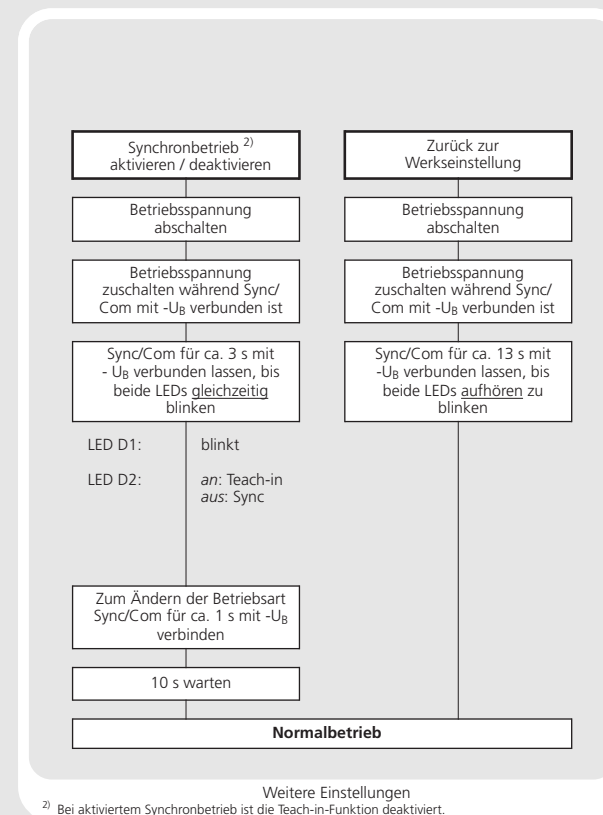 Synchronbetrieb 2)
aktivieren / deaktivieren
Betriebsspannung
abschalten
Betriebsspannung
zuschalten während Sync/
Com mit -UB verbunden ist
Sync/Com für ca. 3 s mit
- UB verbunden lassen, bis
beide LEDs gleichzeitig
blinken
LED D1: blinkt
LED D2: an: Teach-in
aus: Sync
Zum Ändern der Betriebsart
Sync/Com für ca. 1 s mit -UB
verbinden
10 s warten
Zurück zur
Werkseinstellung
Betriebsspannung
abschalten
Betriebsspannung
zuschalten während Sync/
Com mit -UB verbunden ist
Sync/Com für ca. 13 s mit
-UB verbunden lassen, bis
beide LEDs aufhören zu
blinken
Normalbetrieb
Weitere Einstellungen
2) Bei aktiviertem Synchronbetrieb ist die Teach-in-Funktion deaktiviert.